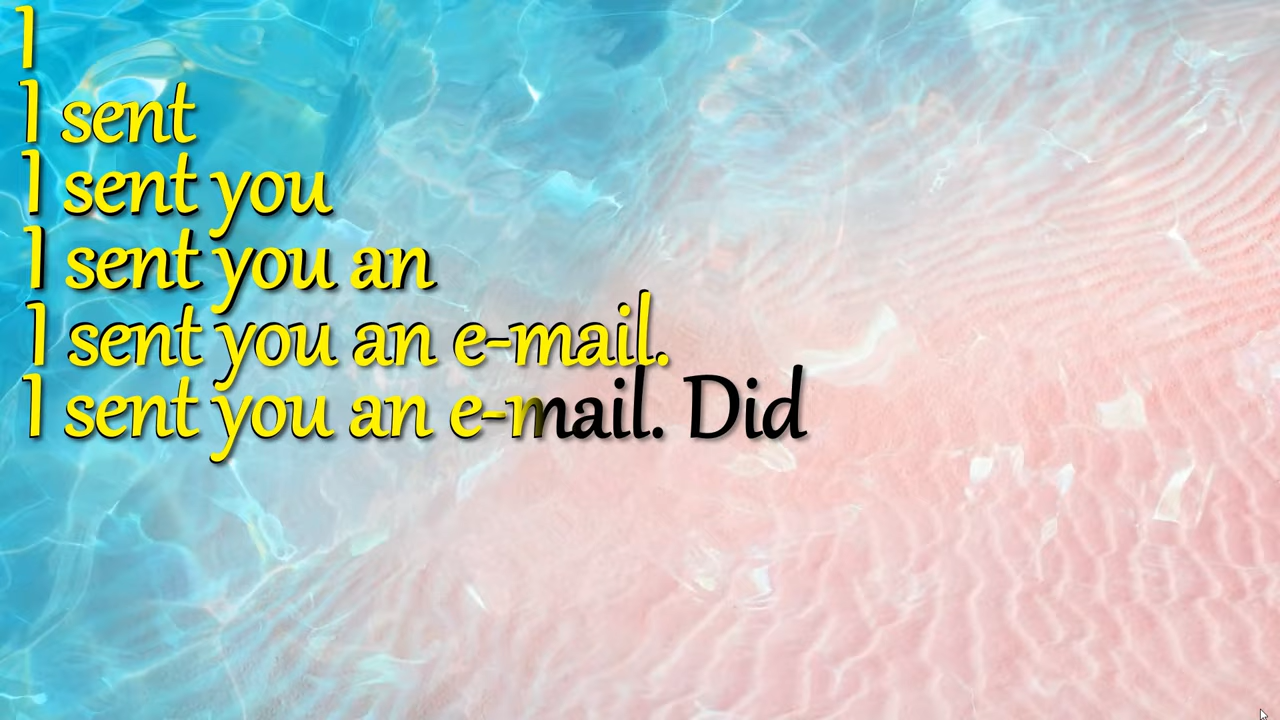 I
I sent
I sent you
I sent you an
I sent you an e-mail.
I sent you an e-mail. Did